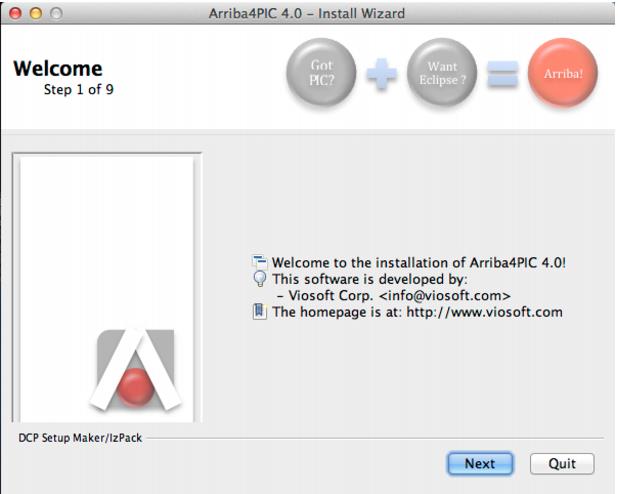 Arriba4PIC 4.0 – Install Wizard
Welcome
Step 1 of 9
Got
PIC?
Want
Eclipse ?
Arriba!
Welcome to the installation of Arriba4PIC 4.0!
This software is developed by:
– Viosoft Corp. <info@viosoft.com>
The homepage is at: http://www.viosoft.com
DCP Setup Maker/IzPack
Next
Quit